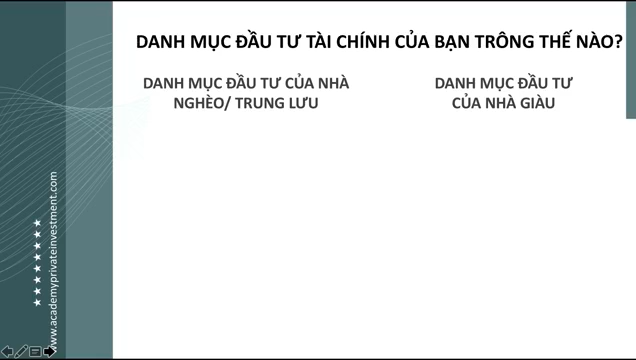 DANH MỤC ĐẦU TƯ TÀI CHÍNH CỦA BẠN TRÔNG THẾ NÀO?
DANH MỤC ĐẦU TƯ CỦA NHÀ
NGHÈO/ TRUNG LƯU
DANH MỤC ĐẦU TƯ
CỦA NHÀ GIÀU
www.academyprivateinvestment.com